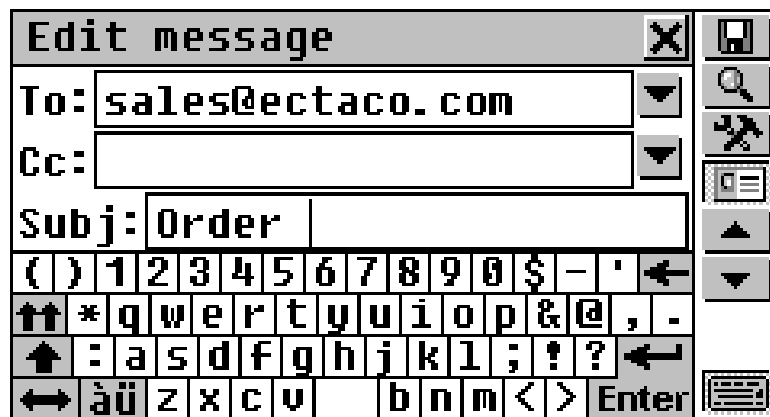 Edit message
To: sales@ectaco.com
Cc:
Subj: Order
( ) 1 2 3 4 5 6 7 8 9 0 $ - '
* q w e r t y u i o p & @ , .
: a s d f g h j k l ; ! ?
àü z x c v b n m < > Enter